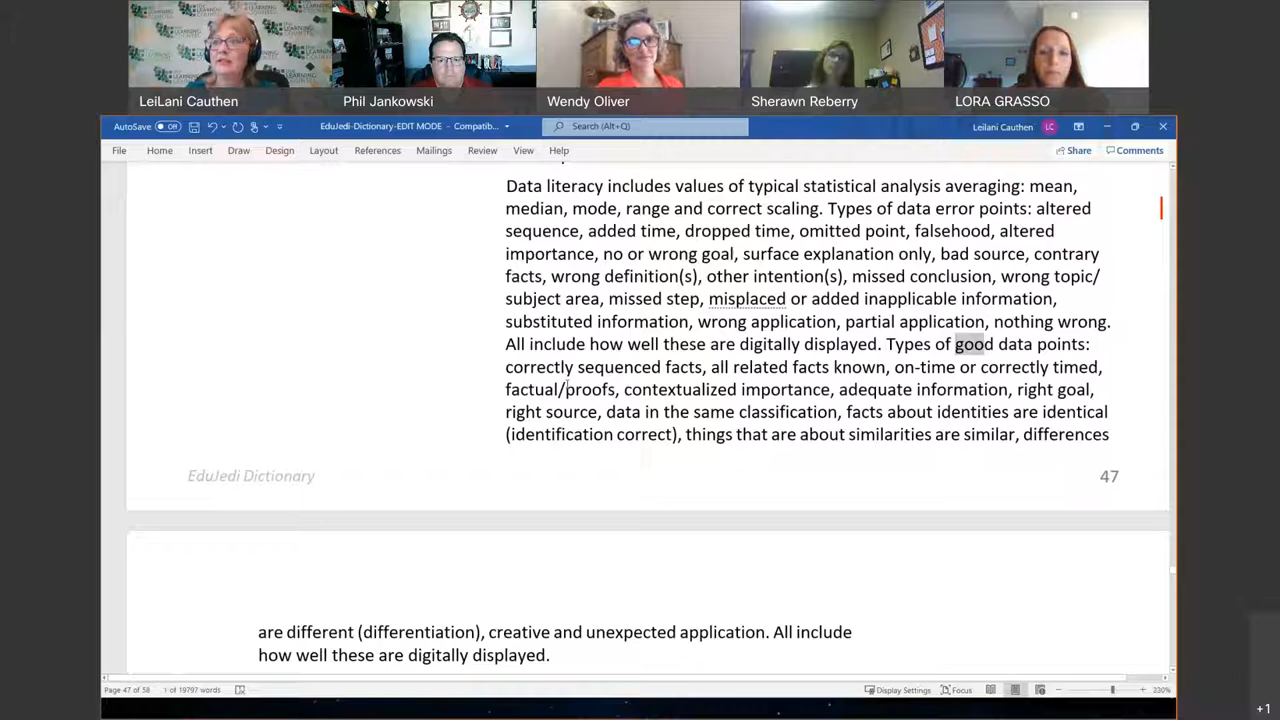 LeiLani Cauthen
Phil Jankowski
Wendy Oliver
Sherawn Reberry
LORA GRASSO
AutoSave Off
EduJedi-Dictionary-EDIT MODE - Compatib...
Search (Alt+Q)
Leilani Cauthen LC
File Home Insert Draw Design Layout References Mailings Review View Help
Share Comments
Data literacy includes values of typical statistical analysis averaging: mean,
median, mode, range and correct scaling. Types of data error points: altered
sequence, added time, dropped time, omitted point, falsehood, altered
importance, no or wrong goal, surface explanation only, bad source, contrary
facts, wrong definition(s), other intention(s), missed conclusion, wrong topic/
subject area, missed step, misplaced or added inapplicable information,
substituted information, wrong application, partial application, nothing wrong.
All include how well these are digitally displayed. Types of good data points:
correctly sequenced facts, all related facts known, on-time or correctly timed,
factual/proofs, contextualized importance, adequate information, right goal,
right source, data in the same classification, facts about identities are identical
(identification correct), things that are about similarities are similar, differences
EduJedi Dictionary 47
are different (differentiation), creative and unexpected application. All include
how well these are digitally displayed.
Page 47 of 58 1 of 19797 words
Display Settings Focus 230%
+1